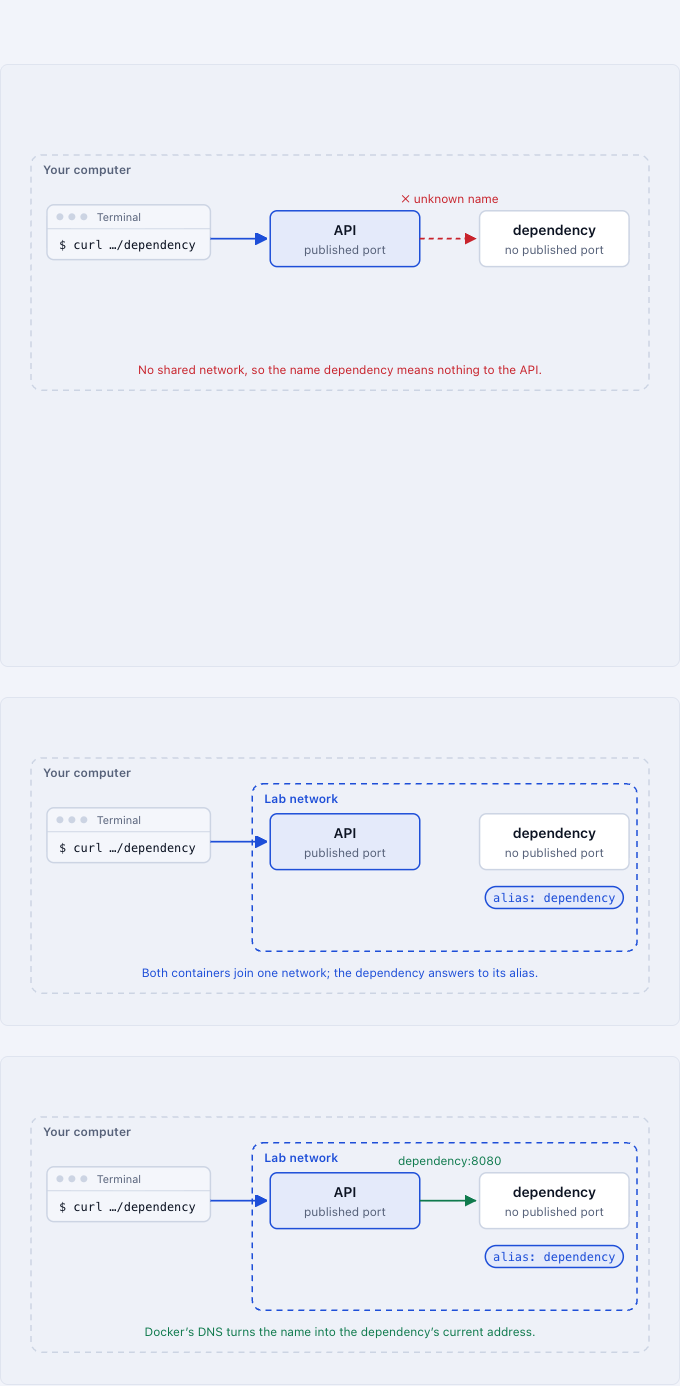 Your computer
× unknown name
Terminal
$ curl …/dependency
API
published port
dependency
no published port
No shared network, so the name dependency means nothing to the API.
Your computer
Lab network
Terminal
$ curl …/dependency
API
published port
dependency
no published port
alias: dependency
Both containers join one network; the dependency answers to its alias.
Your computer
Lab network
dependency:8080
Terminal
$ curl …/dependency
API
published port
dependency
no published port
alias: dependency
Docker’s DNS turns the name into the dependency’s current address.